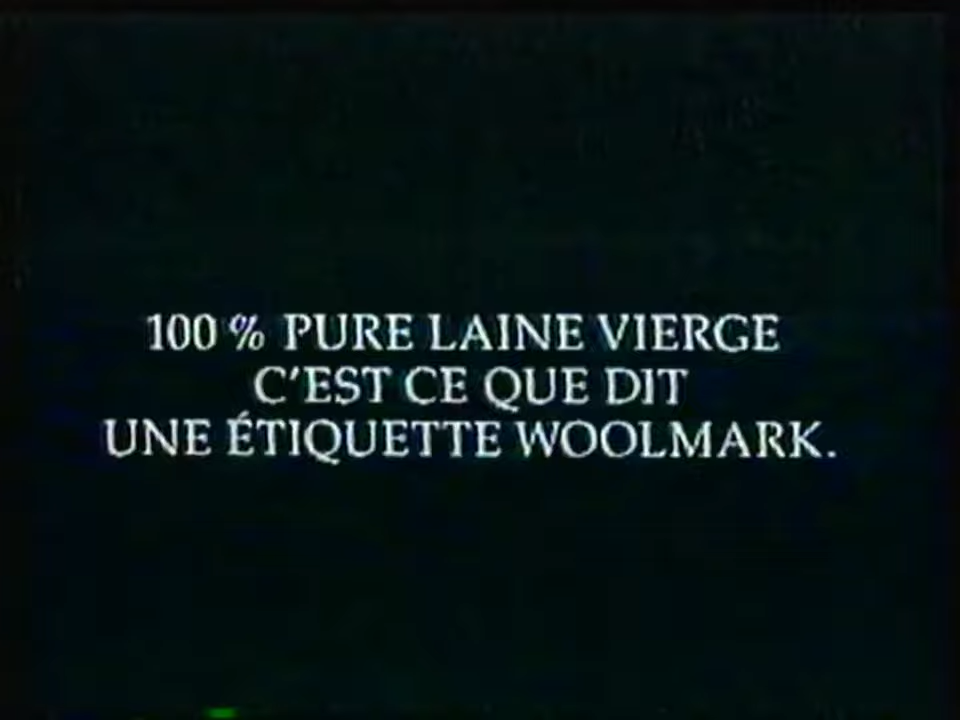 100 % PURE LAINE VIERGE
C'EST CE QUE DIT
UNE ÉTIQUETTE WOOLMARK.